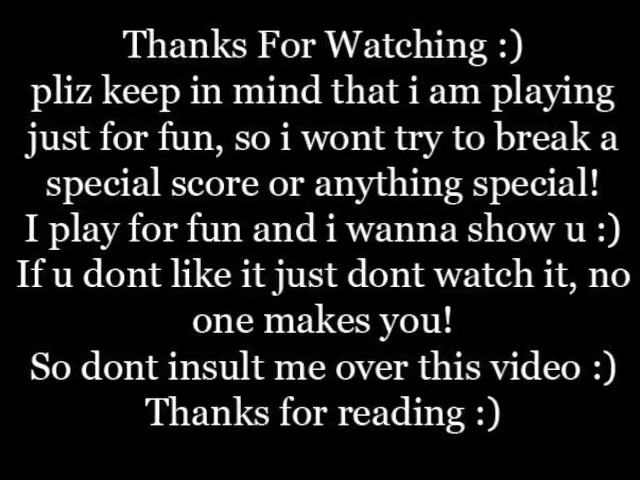 Thanks For Watching :)
pliz keep in mind that i am playing
just for fun, so i wont try to break a
special score or anything special!
I play for fun and i wanna show u :)
If u dont like it just dont watch it, no
one makes you!
So dont insult me over this video :)
Thanks for reading :)